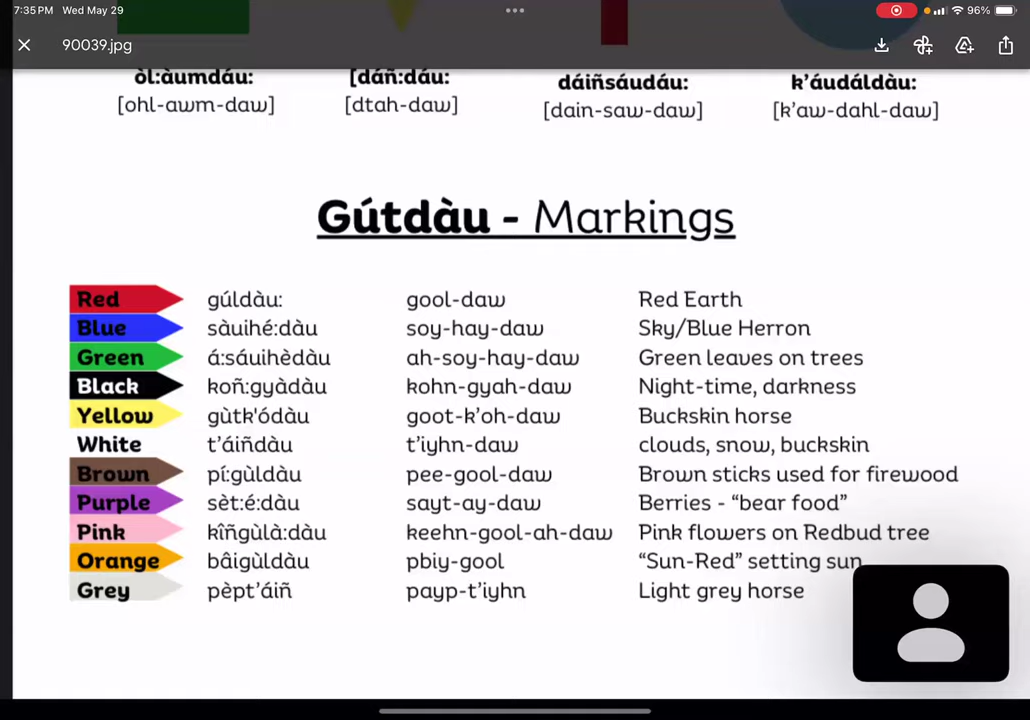 7:35 PM Wed May 29
96%
90039.jpg
òl:àumdáu: [dáñ:dáu: dáiñsáudáu: k'áudáldàu:
[ohl-awm-daw] [dtah-daw] [dain-saw-daw] [k'aw-dahl-daw]
Gútdàu - Markings
Red gúldàu: gool-daw Red Earth
Blue sàuihé:dàu soy-hay-daw Sky/Blue Herron
Green á:sáuihèdàu ah-soy-hay-daw Green leaves on trees
Black koñ:gyàdàu kohn-gyah-daw Night-time, darkness
Yellow gùtk'ódàu goot-k'oh-daw Buckskin horse
White t'áiñdàu t'iyhn-daw clouds, snow, buckskin
Brown pí:gùldàu pee-gool-daw Brown sticks used for firewood
Purple sèt:é:dàu sayt-ay-daw Berries - “bear food”
Pink kîñgùlà:dàu keehn-gool-ah-daw Pink flowers on Redbud tree
Orange bâigùldàu pbiy-gool “Sun-Red” setting sun
Grey pèpt'áiñ payp-t'iyhn Light grey horse